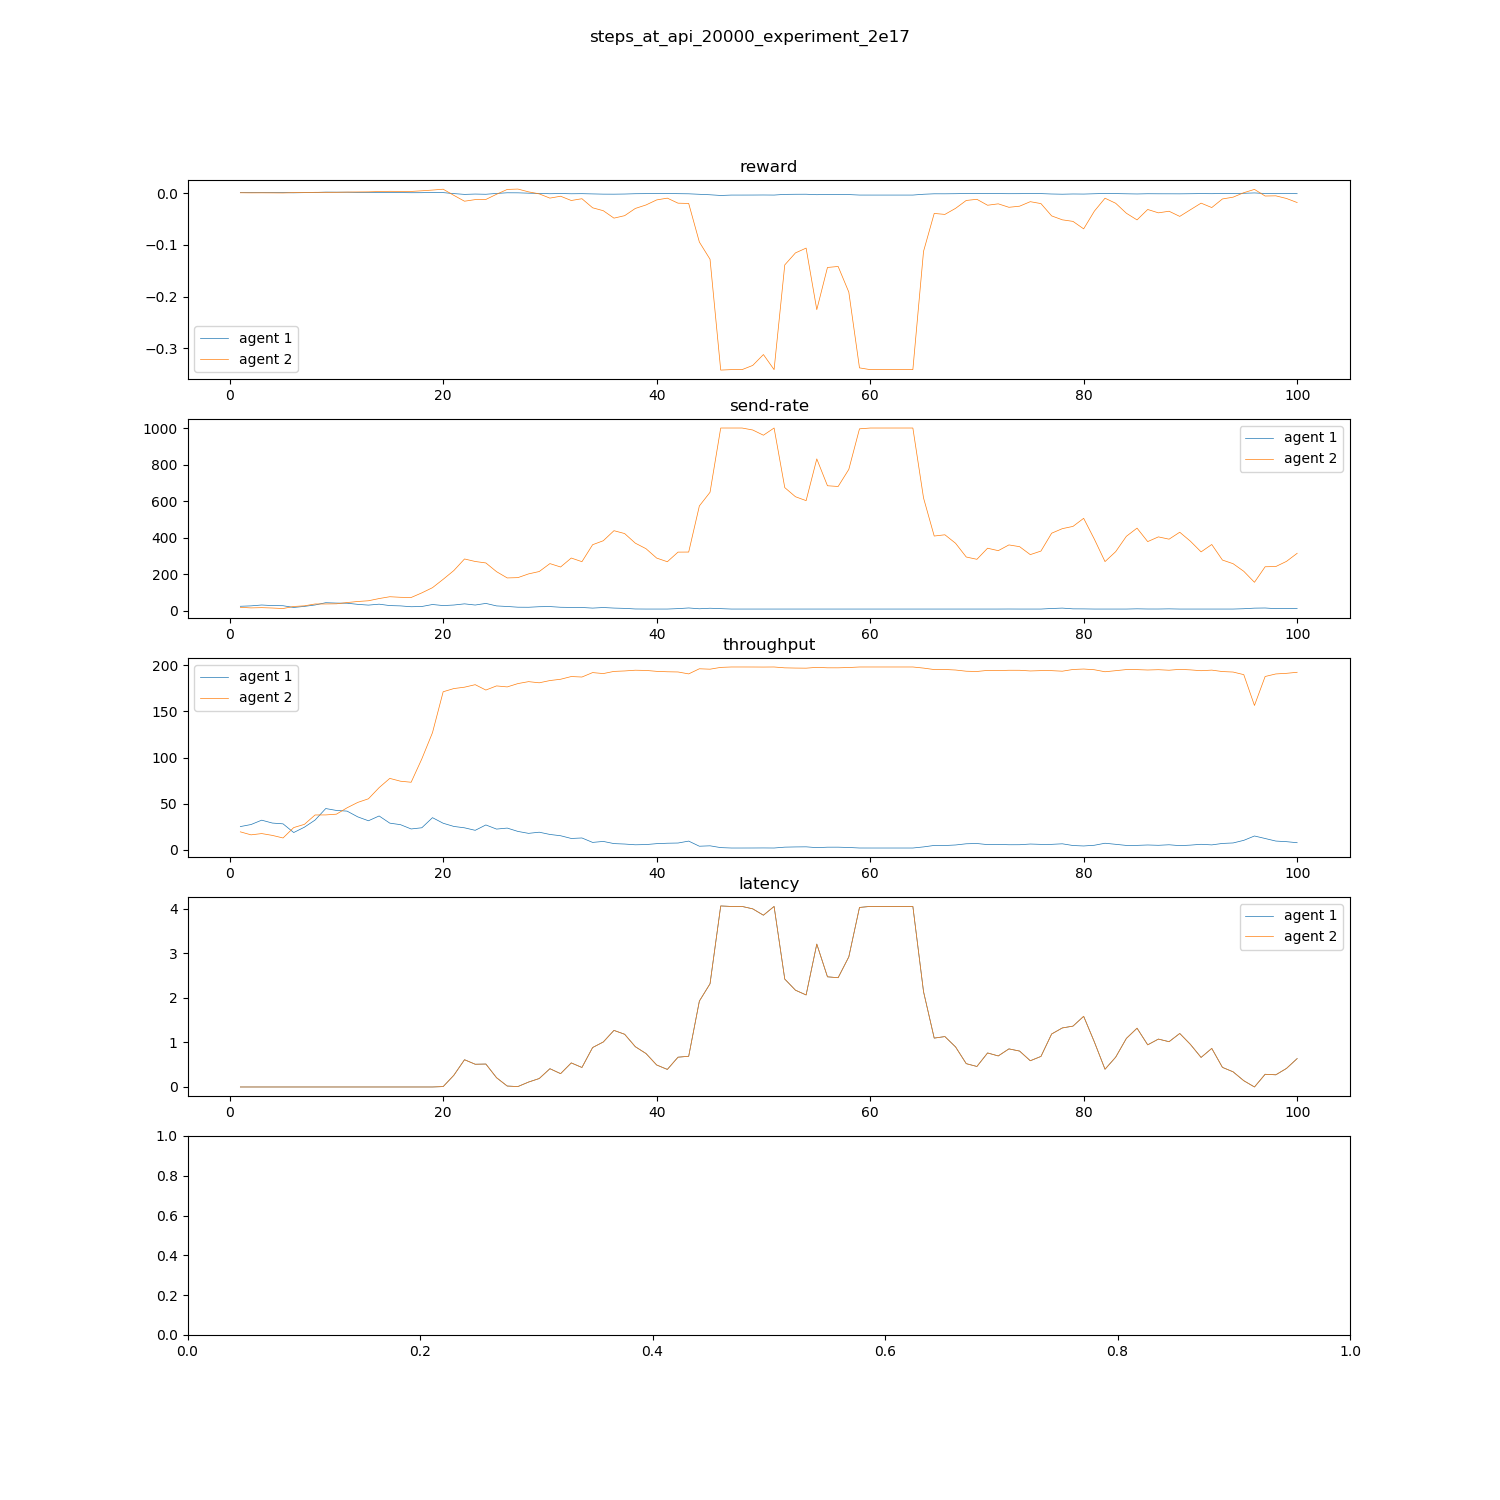 steps_at_api_20000_experiment_2e17
reward
0.0
−0.1
−0.2
−0.3
agent 1
agent 2
0 20 40 60 80 100
send-rate
1000
800
600
400
200
0
agent 1
agent 2
0 20 40 60 80 100
throughput
200
150
100
50
0
agent 1
agent 2
0 20 40 60 80 100
latency
4
3
2
1
0
agent 1
agent 2
0 20 40 60 80 100
1.0
0.8
0.6
0.4
0.2
0.0
0.0 0.2 0.4 0.6 0.8 1.0